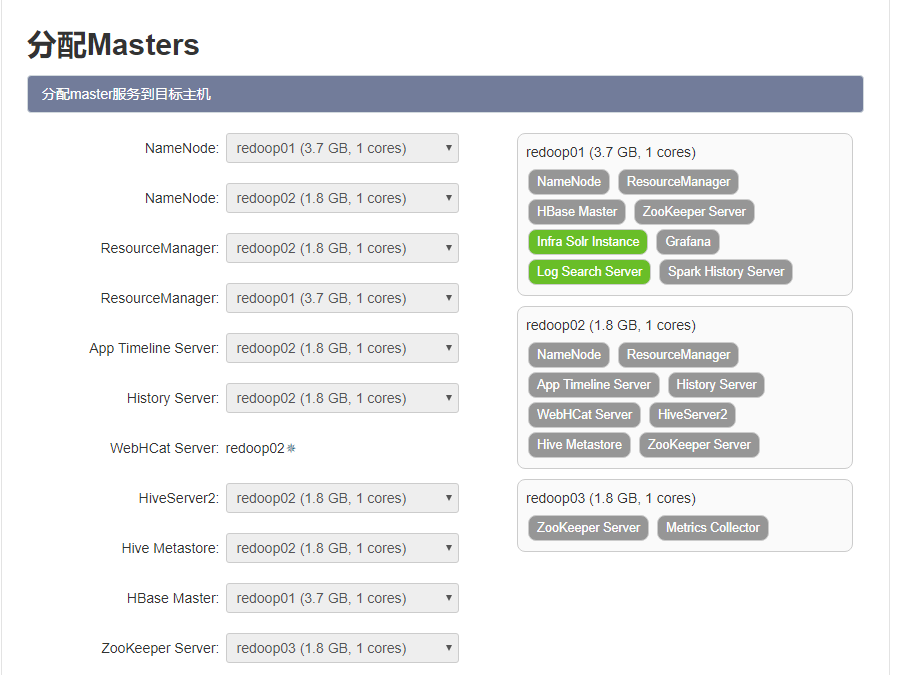 分配Masters
分配master服务到目标主机
NameNode: redoop01 (3.7 GB, 1 cores)
NameNode: redoop02 (1.8 GB, 1 cores)
ResourceManager: redoop02 (1.8 GB, 1 cores)
ResourceManager: redoop01 (3.7 GB, 1 cores)
App Timeline Server: redoop02 (1.8 GB, 1 cores)
History Server: redoop02 (1.8 GB, 1 cores)
WebHCat Server: redoop02*
HiveServer2: redoop02 (1.8 GB, 1 cores)
Hive Metastore: redoop02 (1.8 GB, 1 cores)
HBase Master: redoop01 (3.7 GB, 1 cores)
ZooKeeper Server: redoop03 (1.8 GB, 1 cores)
redoop01 (3.7 GB, 1 cores)
NameNode ResourceManager
HBase Master ZooKeeper Server
Infra Solr Instance Grafana
Log Search Server Spark History Server
redoop02 (1.8 GB, 1 cores)
NameNode ResourceManager
App Timeline Server History Server
WebHCat Server HiveServer2
Hive Metastore ZooKeeper Server
redoop03 (1.8 GB, 1 cores)
ZooKeeper Server Metrics Collector